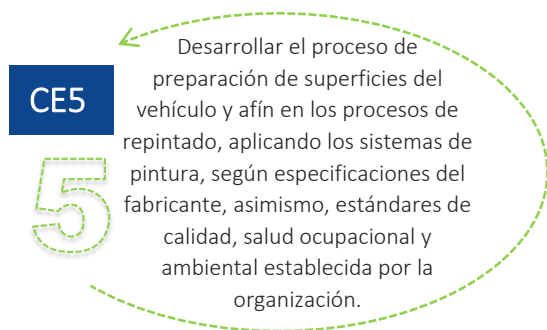 CE5
5
Desarrollar el proceso de
preparación de superficies del
vehículo y afín en los procesos de
repintado, aplicando los sistemas de
pintura, según especificaciones del
fabricante, asimismo, estándares de
calidad, salud ocupacional y
ambiental establecida por la
organización.